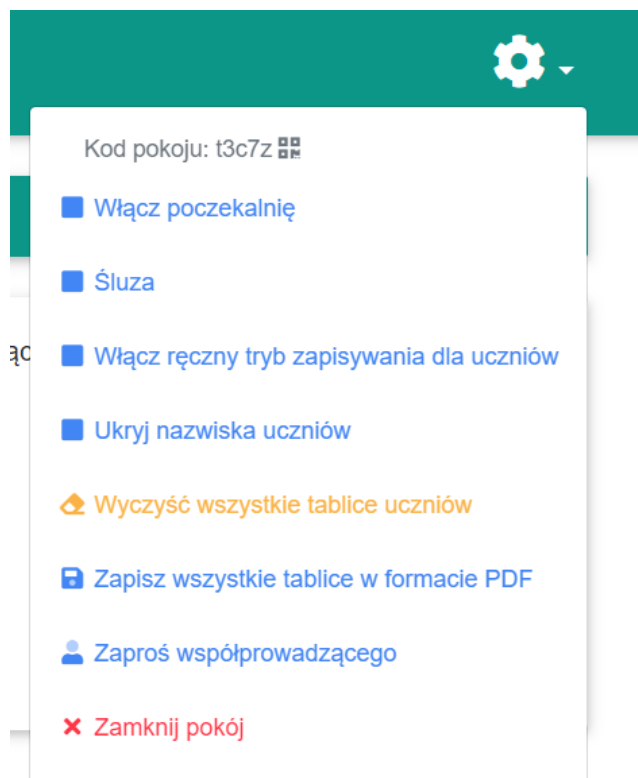 Kod pokoju: t3c7z
Włącz poczekalnię
Śluza
Włącz ręczny tryb zapisywania dla uczniów
Ukryj nazwiska uczniów
Wyczyść wszystkie tablice uczniów
Zapisz wszystkie tablice w formacie PDF
Zaproś współprowadzącego
Zamknij pokój